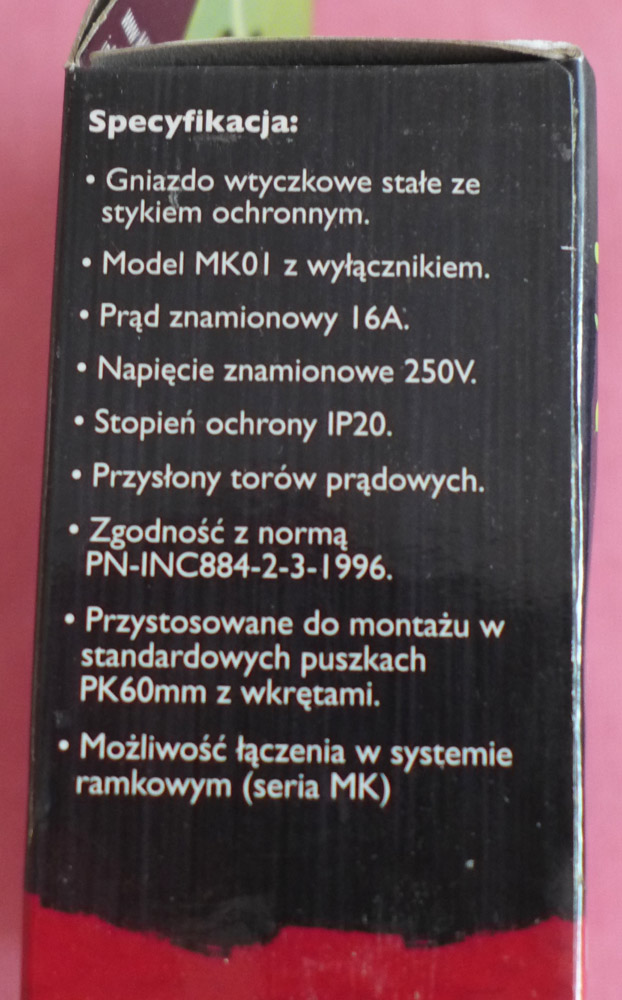 Specyfikacja:
• Gniazdo wtyczkowe stałe ze
stykiem ochronnym.
• Model MK01 z wyłącznikiem.
• Prąd znamionowy 16A.
• Napięcie znamionowe 250V.
• Stopień ochrony IP20.
• Przysłony torów prądowych.
• Zgodność z normą
PN-INC884-2-3-1996.
• Przystosowane do montażu w
standardowych puszkach
PK60mm z wkrętami.
• Możliwość łączenia w systemie
ramkowym (seria MK)